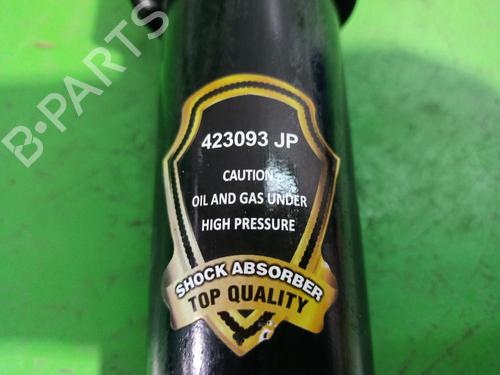 B-PARTS
423093 JP
CAUTION
OIL AND GAS UNDER
HIGH PRESSURE
SHOCK ABSORBER
TOP QUALITY